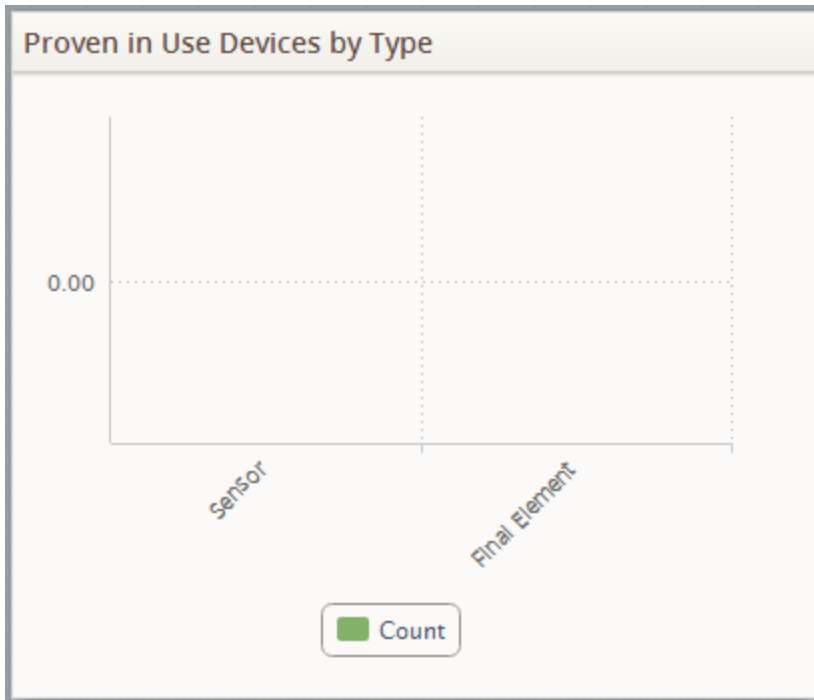 Proven in Use Devices by Type
0.00
Sensor
Final Element
Count